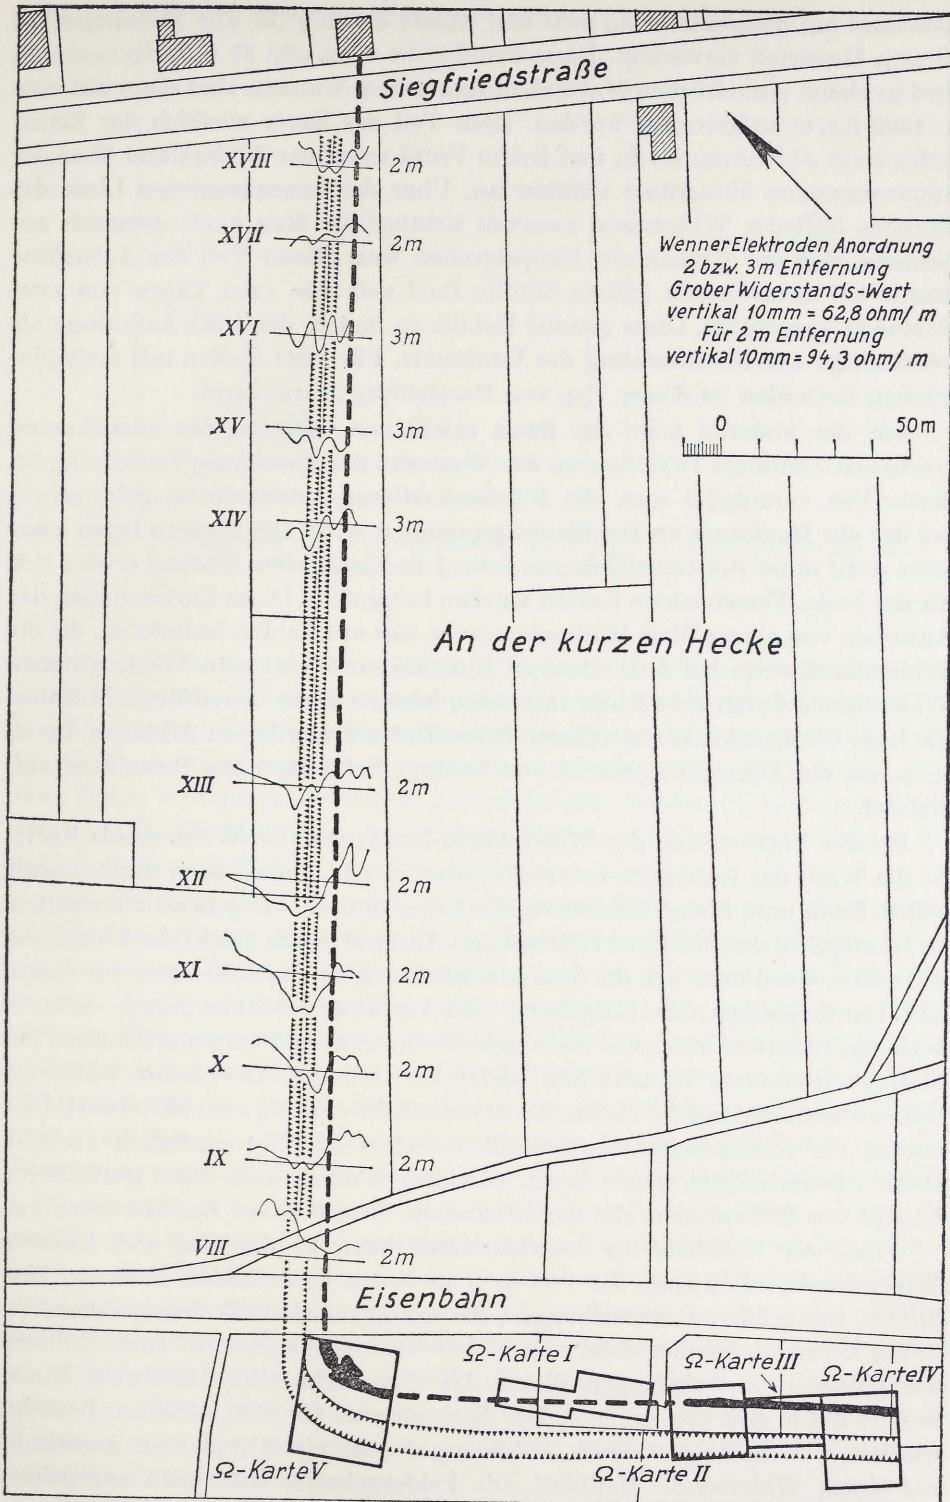 Siegfriedstraße
XVIII 2m
XVII 2m
Wenner Elektroden Anordnung
2 bzw. 3m Entfernung
Grober Widerstands-Wert
vertikal 10mm = 62,8 ohm/m
Für 2m Entfernung
vertikal 10mm = 94,3 ohm/m
XVI 3m
0 50m
XV 3m
XIV 3m
An der kurzen Hecke
XIII 2m
XII 2m
XI 2m
X 2m
IX 2m
VIII 2m
Eisenbahn
Ω-Karte I
Ω-Karte III
Ω-Karte IV
Ω-Karte V
Ω-Karte II